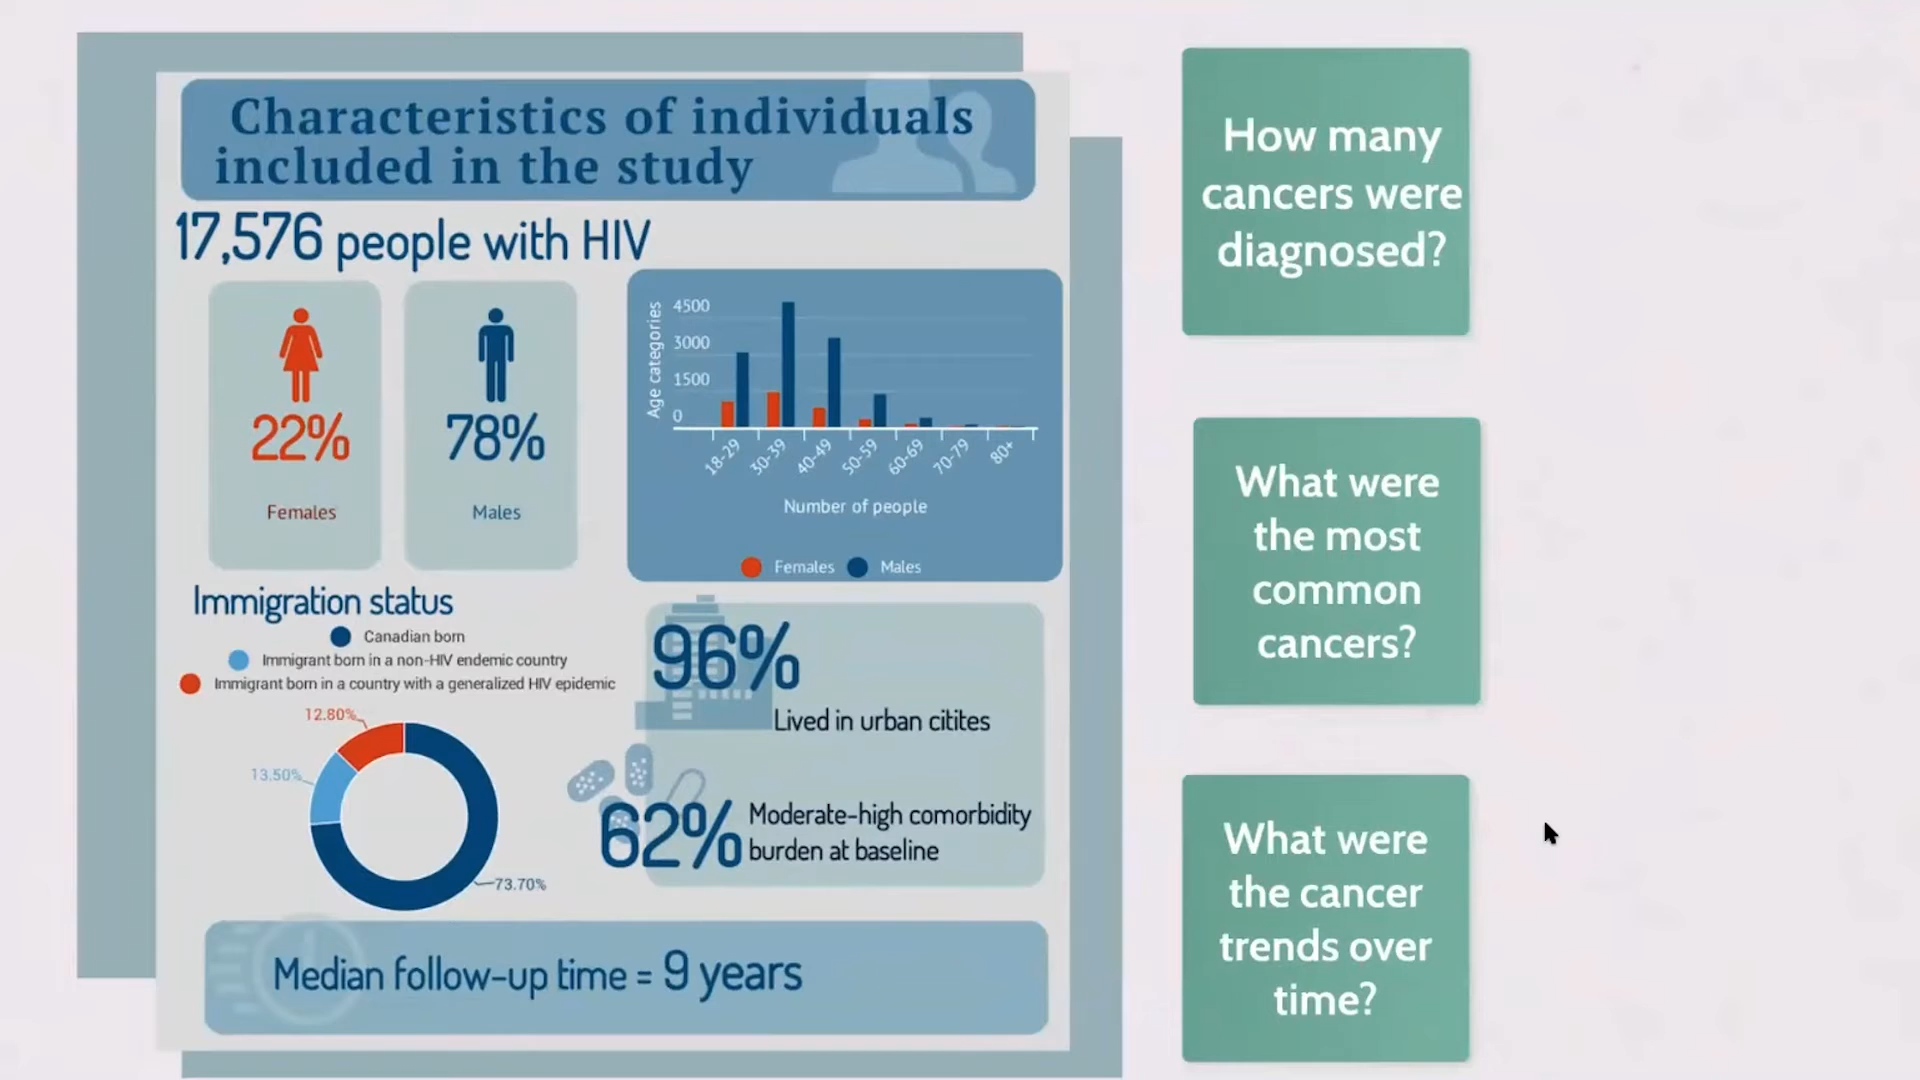 Characteristics of individuals
included in the study
17,576 people with HIV
22%
Females
78%
Males
Age categories
4500
3000
1500
0
18-29
30-39
40-49
50-59
60-69
70-79
80+
Number of people
Females
Males
Immigration status
Canadian born
Immigrant born in a non-HIV endemic country
Immigrant born in a country with a generalized HIV epidemic
12.80%
13.50%
73.70%
96%
Lived in urban citites
62%
Moderate-high comorbidity
burden at baseline
Median follow-up time = 9 years
How many
cancers were
diagnosed?
What were
the most
common
cancers?
What were
the cancer
trends over
time?